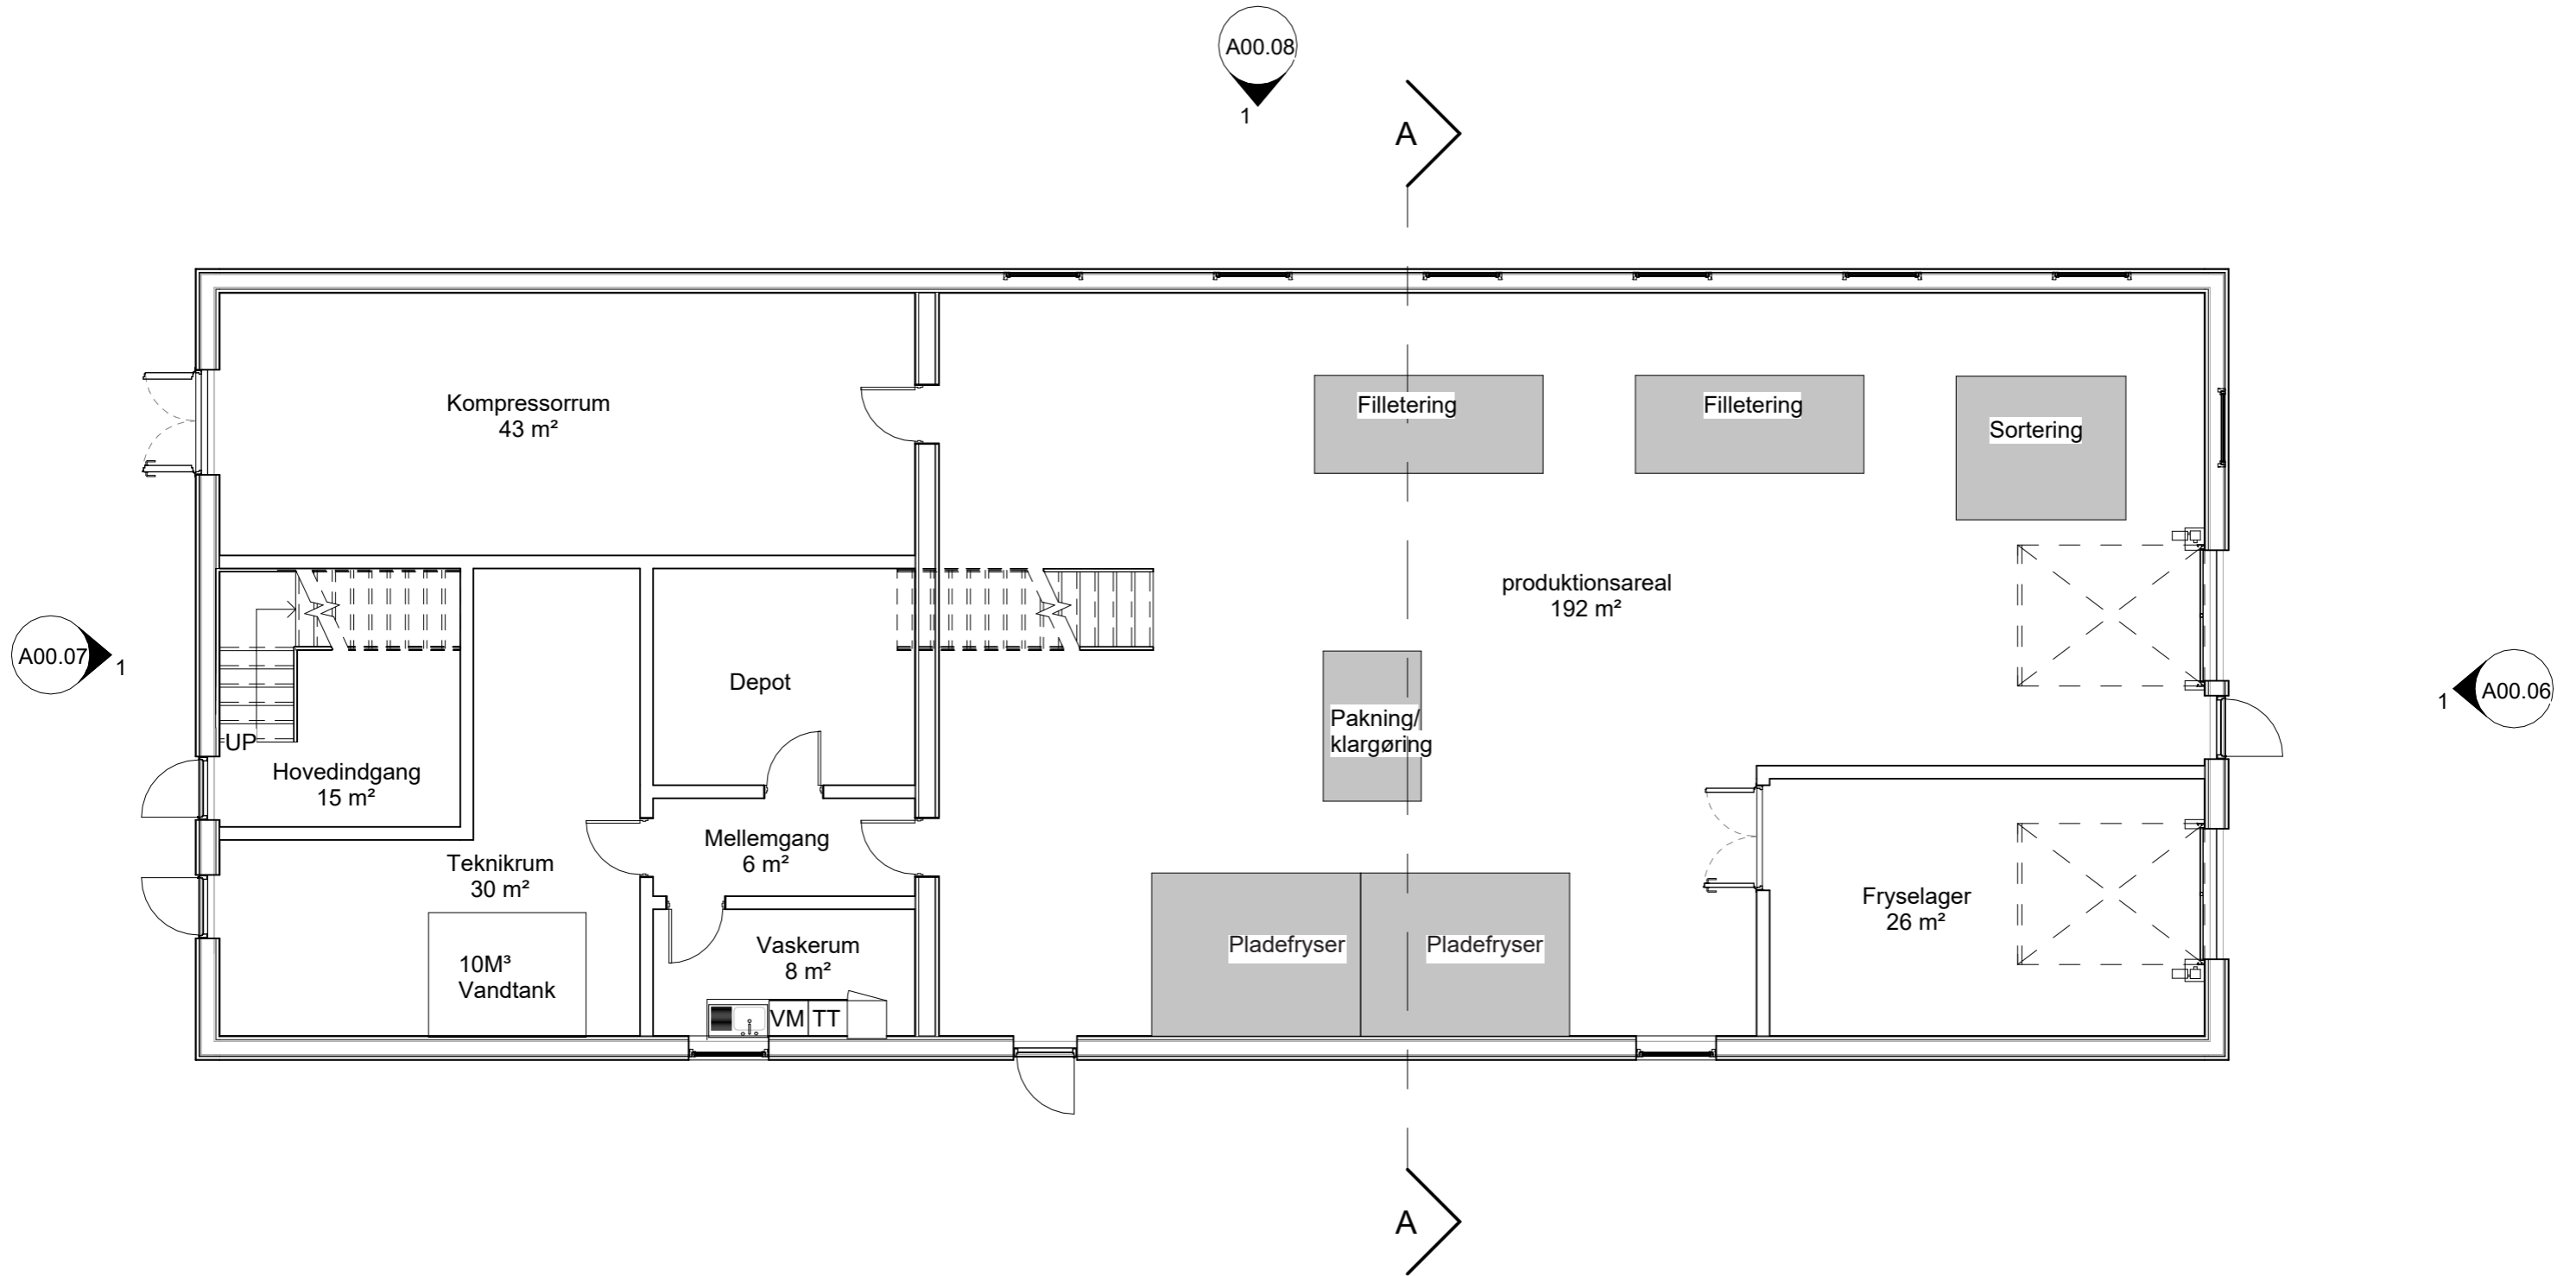 A00.08
1
A
Kompressorrum
43 m²
Filletering
Filletering
Sortering
produktionsareal
192 m²
A00.07
1
Depot
A00.06
1
Pakning/
klargøring
UP
Hovedindgang
15 m²
Mellemgang
6 m²
Teknikrum
30 m²
Fryselager
26 m²
Vaskerum
8 m²
Pladefryser
Pladefryser
10M³
Vandtank
VM
TT
A